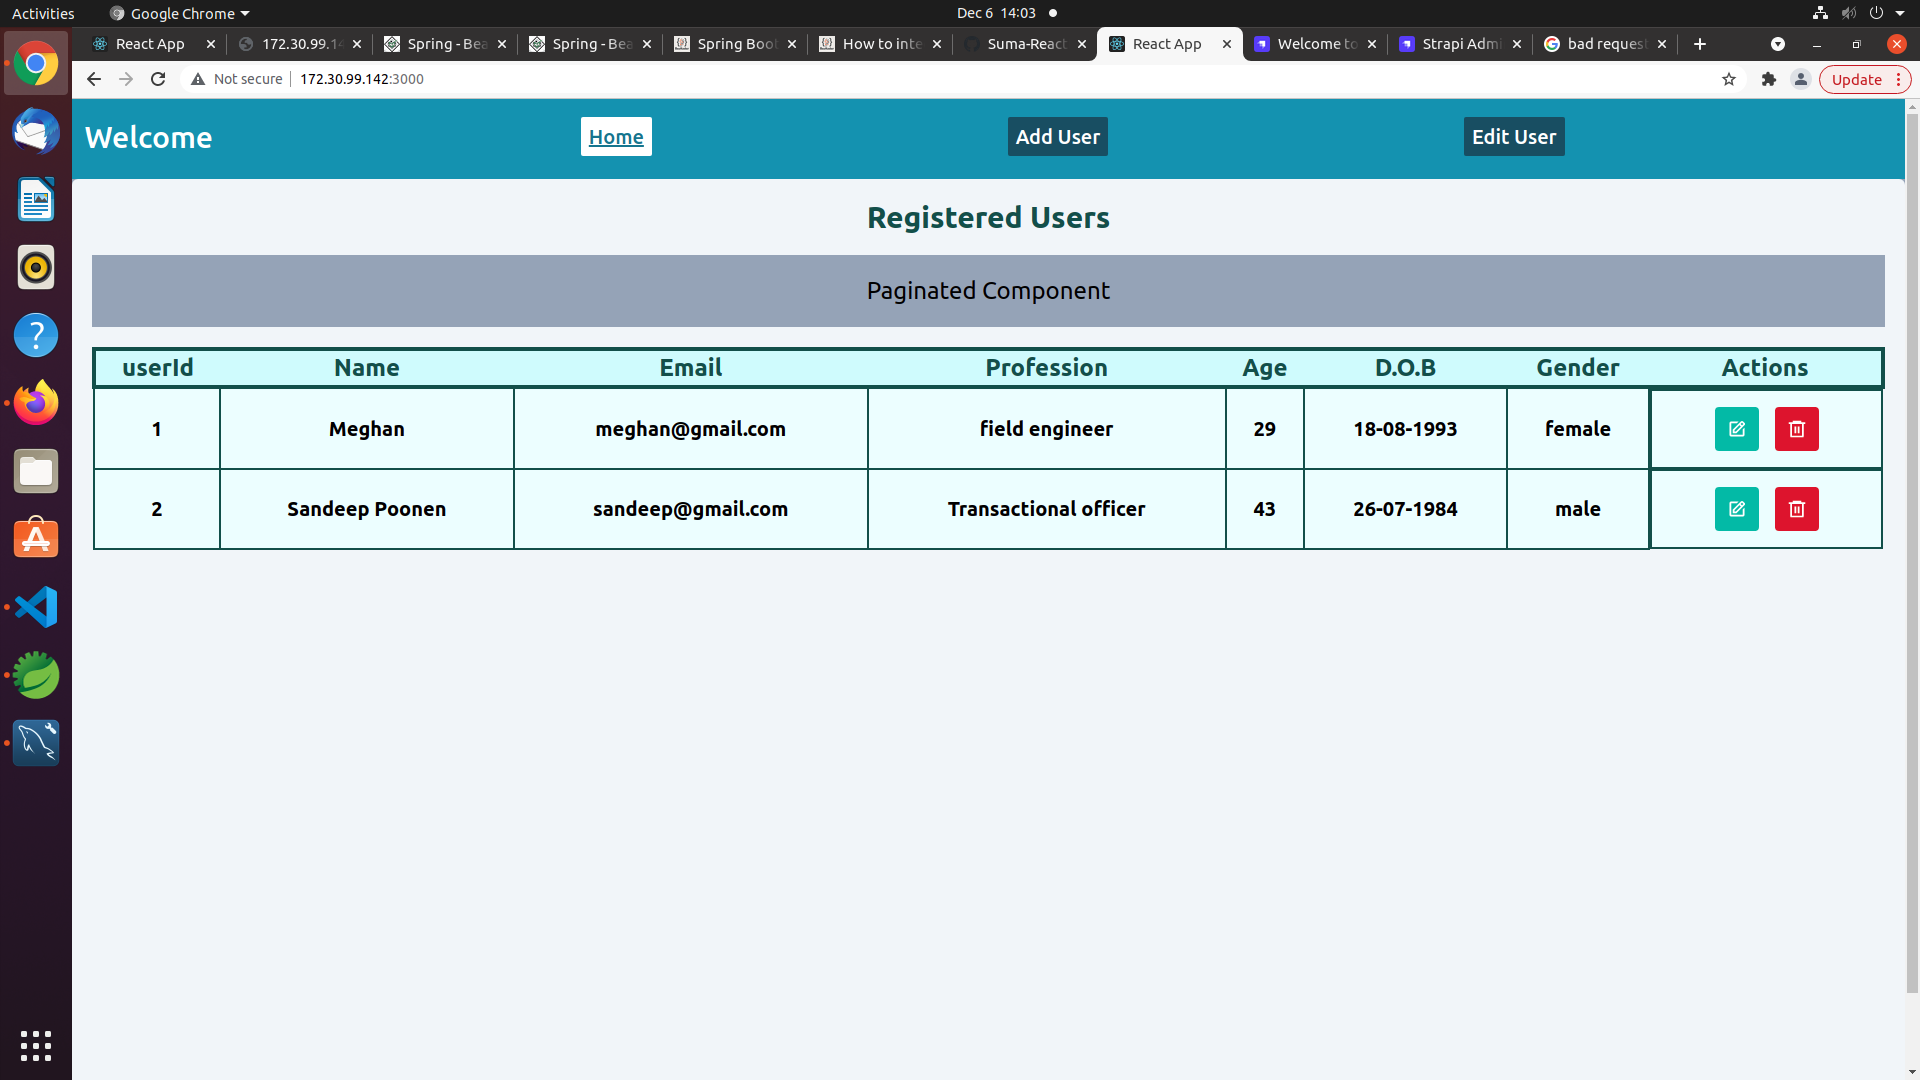 Activities Google Chrome Dec 6 14:03
React App 172.30.99.14 Spring - Bea Spring - Bea Spring Boot How to inte Suma-React React App Welcome to Strapi Admi bad request
Not secure 172.30.99.142:3000 Update
Welcome Home Add User Edit User
Registered Users
Paginated Component
userId Name Email Profession Age D.O.B Gender Actions
1 Meghan meghan@gmail.com field engineer 29 18-08-1993 female
2 Sandeep Poonen sandeep@gmail.com Transactional officer 43 26-07-1984 male